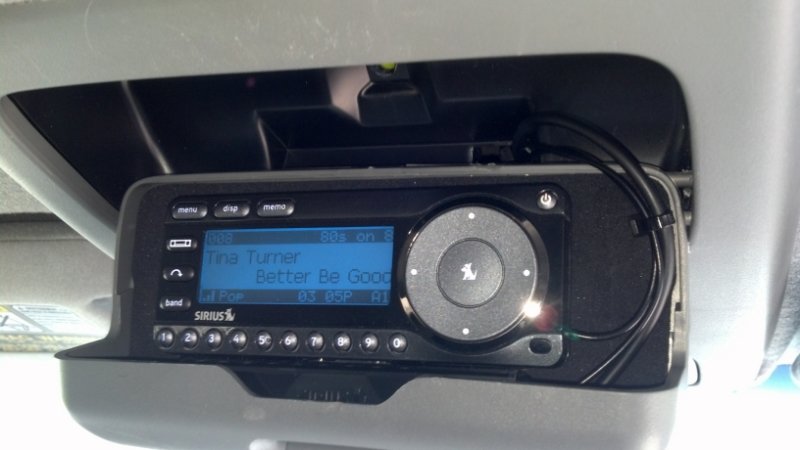 menu disp memo
008 80s on 8
Tina Turner
Better Be Good
Pop 03 05P A1
band
SIRIUS
1 2 3 4 5 6 7 8 9 0